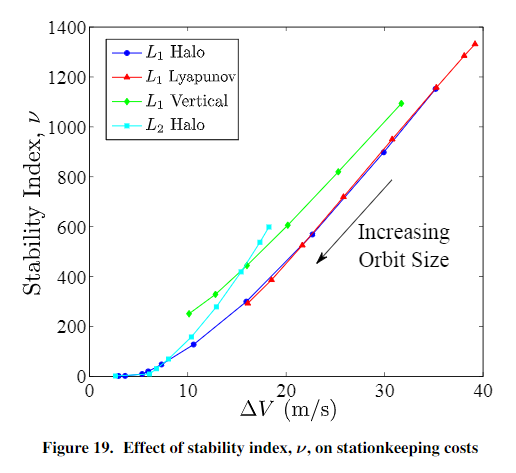 1400
1200
1000
800
600
400
200
0
Stability Index, ν
L₁ Halo
L₁ Lyapunov
L₁ Vertical
L₂ Halo
Increasing
Orbit Size
0 10 20 30 40
ΔV (m/s)
Figure 19. Effect of stability index, ν, on stationkeeping costs